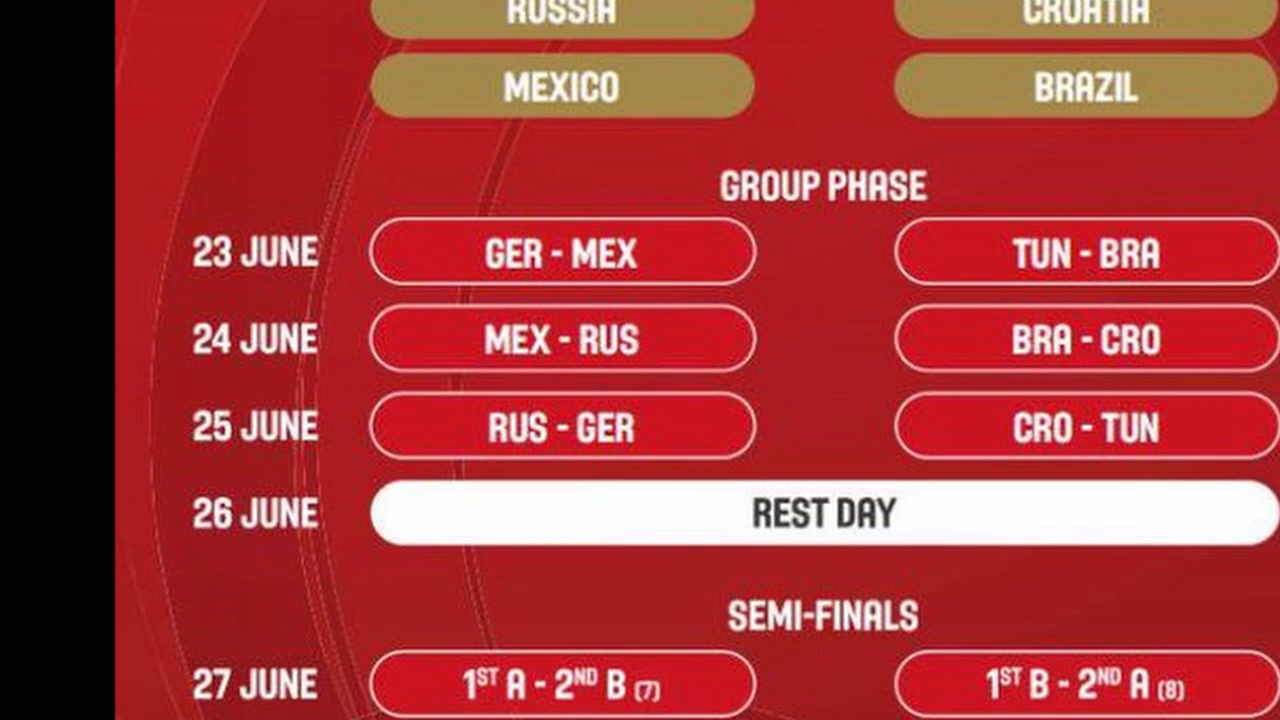 RUSSIA CROATIA
MEXICO BRAZIL
GROUP PHASE
23 JUNE GER - MEX TUN - BRA
24 JUNE MEX - RUS BRA - CRO
25 JUNE RUS - GER CRO - TUN
26 JUNE REST DAY
SEMI-FINALS
27 JUNE 1ST A - 2ND B (7) 1ST B - 2ND A (8)